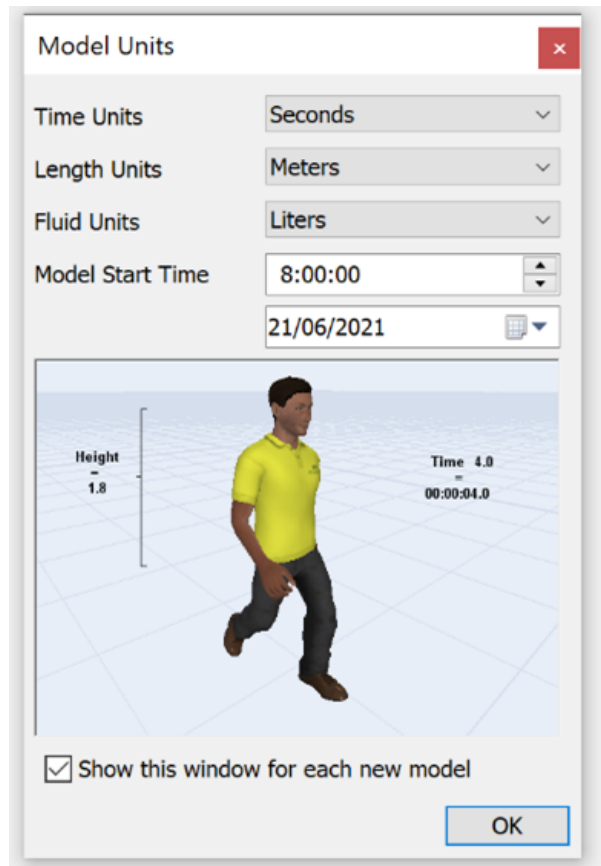 Model Units
Time Units Seconds
Length Units Meters
Fluid Units Liters
Model Start Time 8:00:00
21/06/2021
Height
=
1.8
Time 4.0
=
00:00:04.0
Show this window for each new model
OK